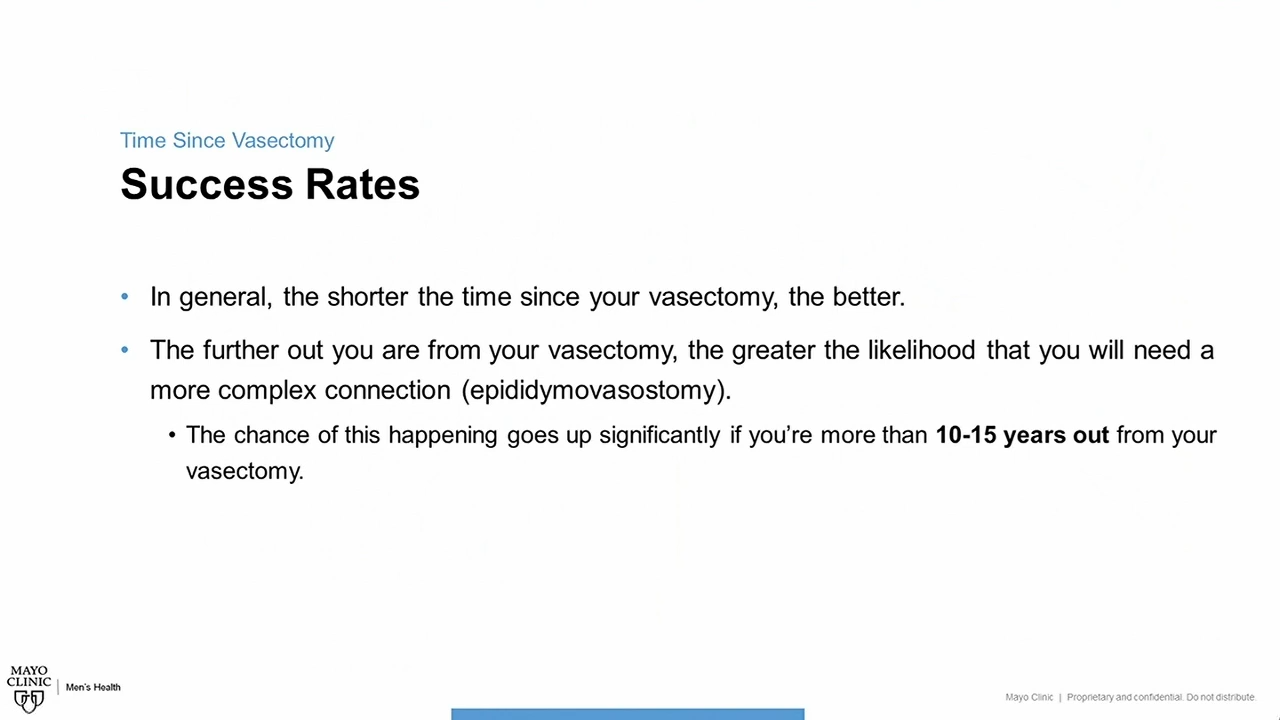 Time Since Vasectomy
Success Rates
• In general, the shorter the time since your vasectomy, the better.
• The further out you are from your vasectomy, the greater the likelihood that you will need a
more complex connection (epididymovasostomy).
• The chance of this happening goes up significantly if you're more than 10-15 years out from your
vasectomy.
MAYO
CLINIC
Men's Health
Mayo Clinic | Proprietary and confidential. Do not distribute.